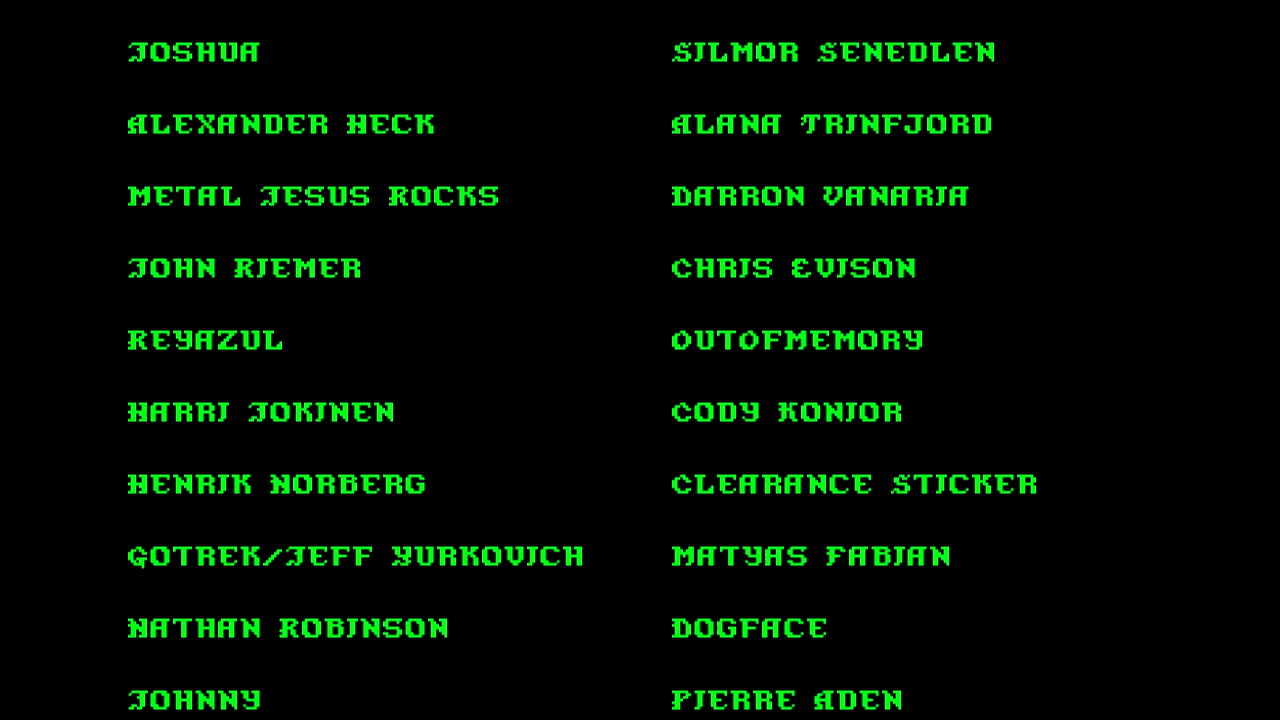 JOSHUA
ALEXANDER HECK
METAL JESUS ROCKS
JOHN RIEMER
REYAZUL
HARRI JOKINEN
HENRIK NORBERG
GOTREK/JEFF YURKOVICH
NATHAN ROBINSON
JOHNNY
SILMOR SENEDLEN
ALANA TRINFJORD
DARRON VANARIA
CHRIS EVISON
OUTOFMEMORY
CODY KONIOR
CLEARANCE STICKER
MATYAS FABIAN
DOGFACE
PIERRE ADEN